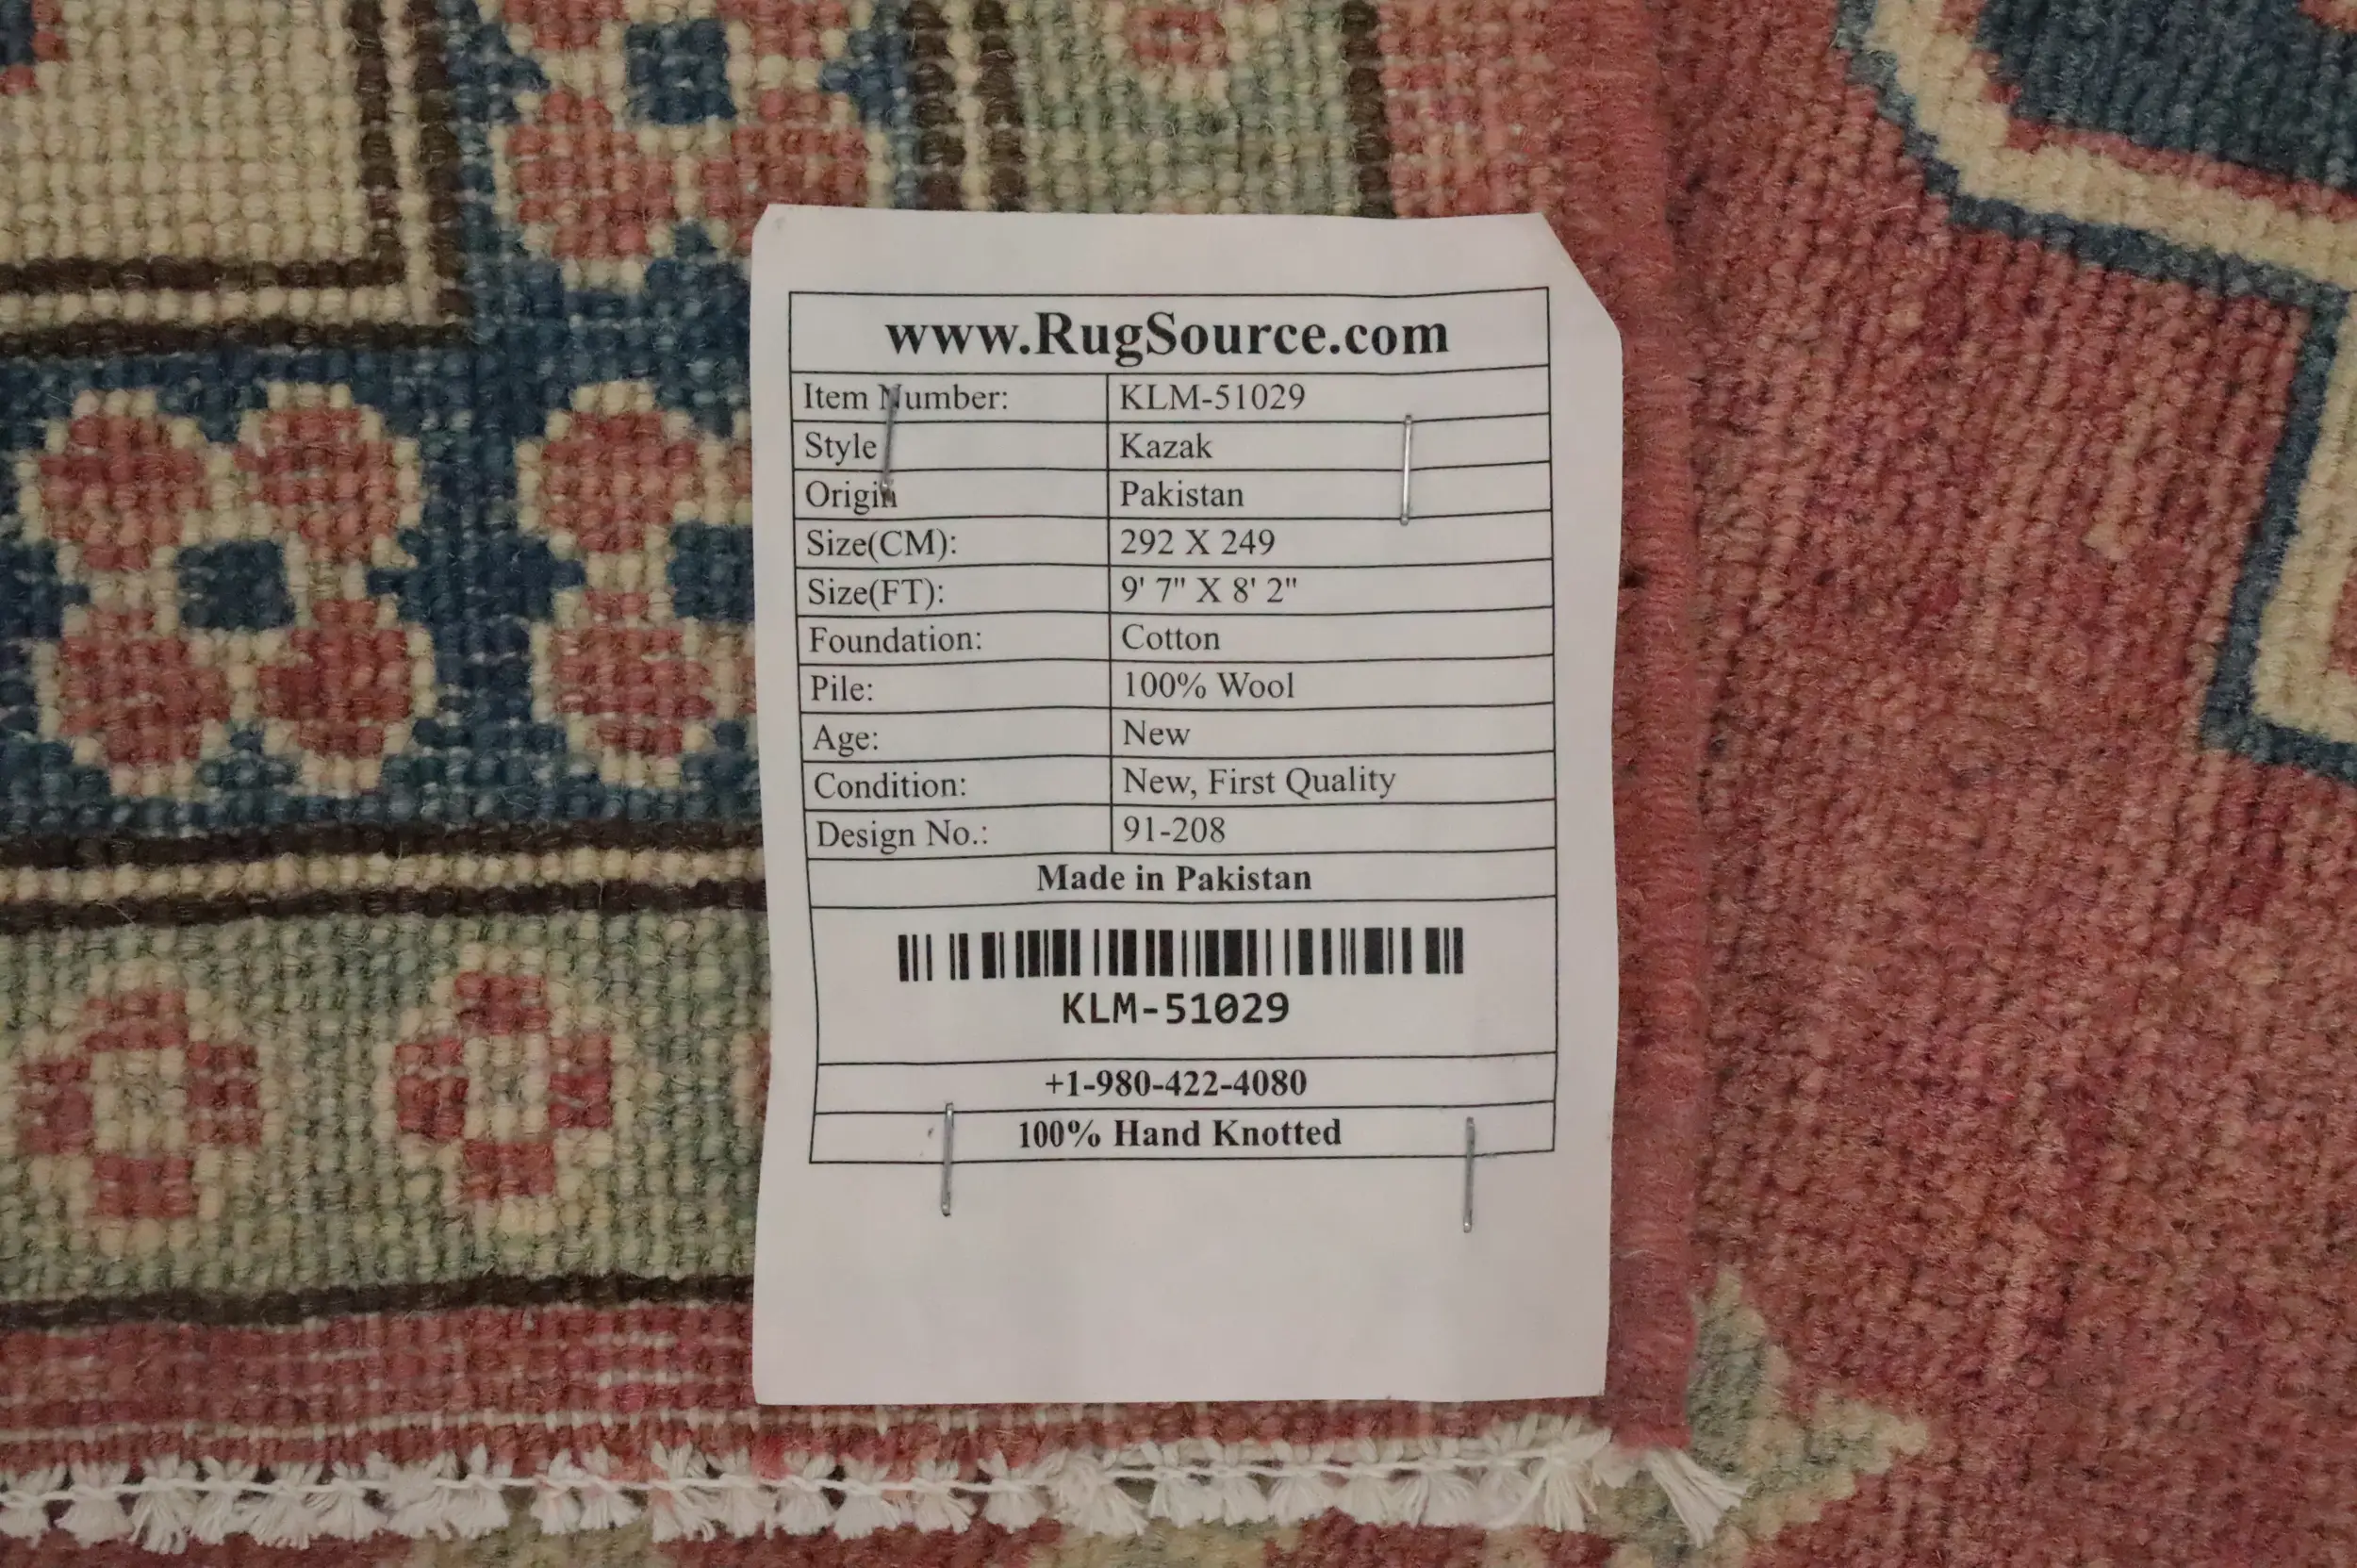 www.RugSource.com
Item Number: KLM-51029
Style Kazak
Origin Pakistan
Size(CM): 292 X 249
Size(FT): 9' 7" X 8' 2"
Foundation: Cotton
Pile: 100% Wool
Age: New
Condition: New, First Quality
Design No.: 91-208
Made in Pakistan
KLM-51029
+1-980-422-4080
100% Hand Knotted